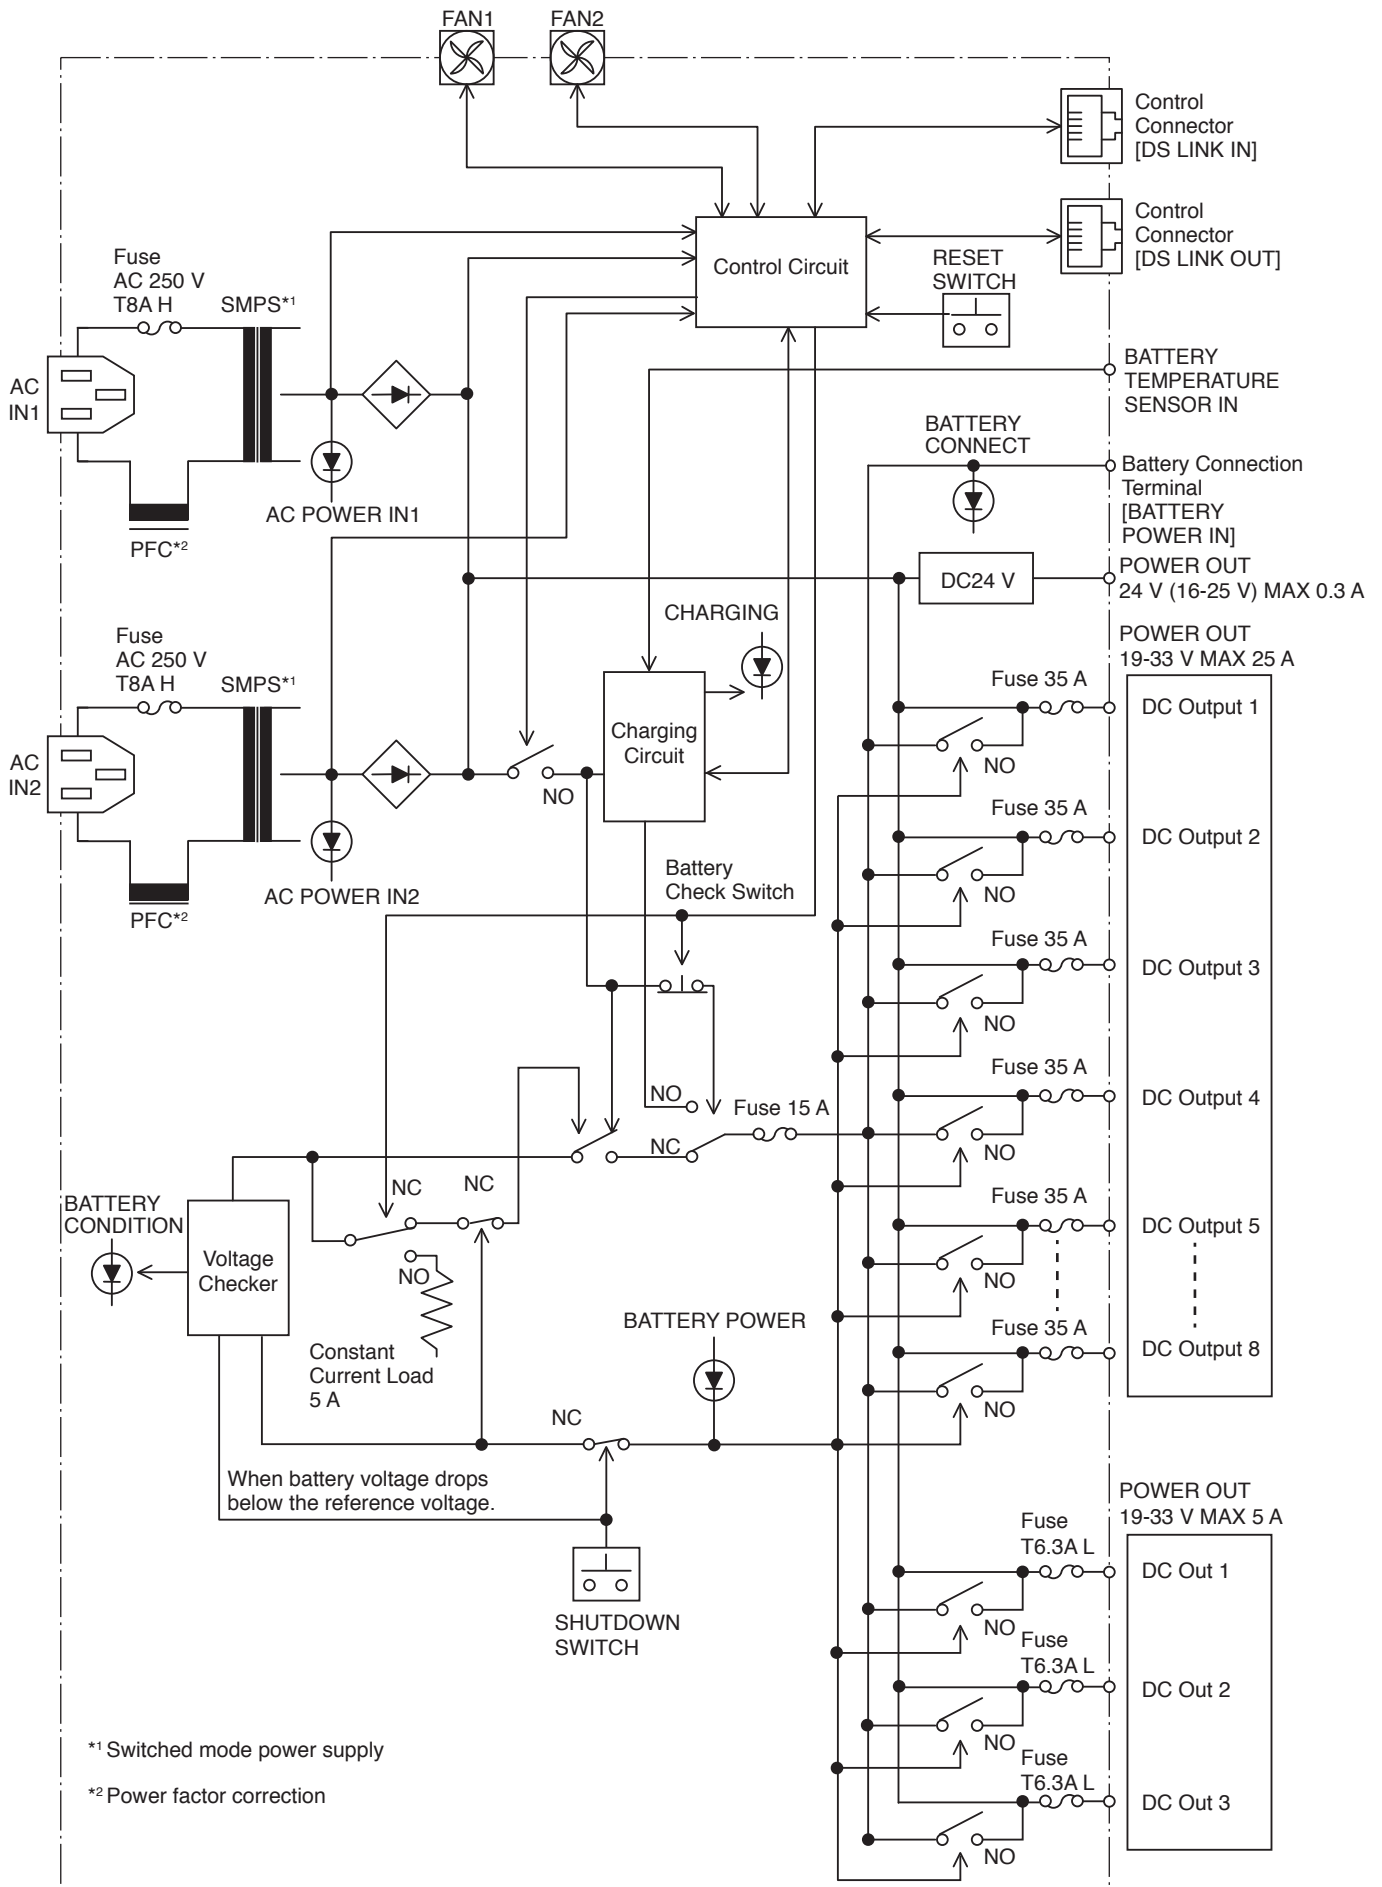 FAN1
FAN2
Control
Connector
[DS LINK IN]
Control
Connector
[DS LINK OUT]
Control Circuit
RESET
SWITCH
Fuse
AC 250 V
T8A H
SMPS*1
AC
IN1
PFC*2
AC POWER IN1
BATTERY
TEMPERATURE
SENSOR IN
BATTERY
CONNECT
Battery Connection
Terminal
[BATTERY
POWER IN]
DC24 V
POWER OUT
24 V (16-25 V) MAX 0.3 A
CHARGING
Fuse
AC 250 V
T8A H
SMPS*1
AC
IN2
PFC*2
AC POWER IN2
NO
Charging
Circuit
POWER OUT
19-33 V MAX 25 A
Fuse 35 A
DC Output 1
NO
Fuse 35 A
DC Output 2
NO
Battery
Check Switch
Fuse 35 A
DC Output 3
NO
Fuse 35 A
DC Output 4
NO
NO
Fuse 15 A
NC
Fuse 35 A
DC Output 5
NO
Fuse 35 A
DC Output 8
NO
NC
NC
NO
BATTERY
CONDITION
Voltage
Checker
Constant
Current Load
5 A
BATTERY POWER
NC
When battery voltage drops
below the reference voltage.
SHUTDOWN
SWITCH
POWER OUT
19-33 V MAX 5 A
Fuse
T6.3A L
DC Out 1
NO
Fuse
T6.3A L
DC Out 2
NO
Fuse
T6.3A L
DC Out 3
NO
*1 Switched mode power supply
*2 Power factor correction